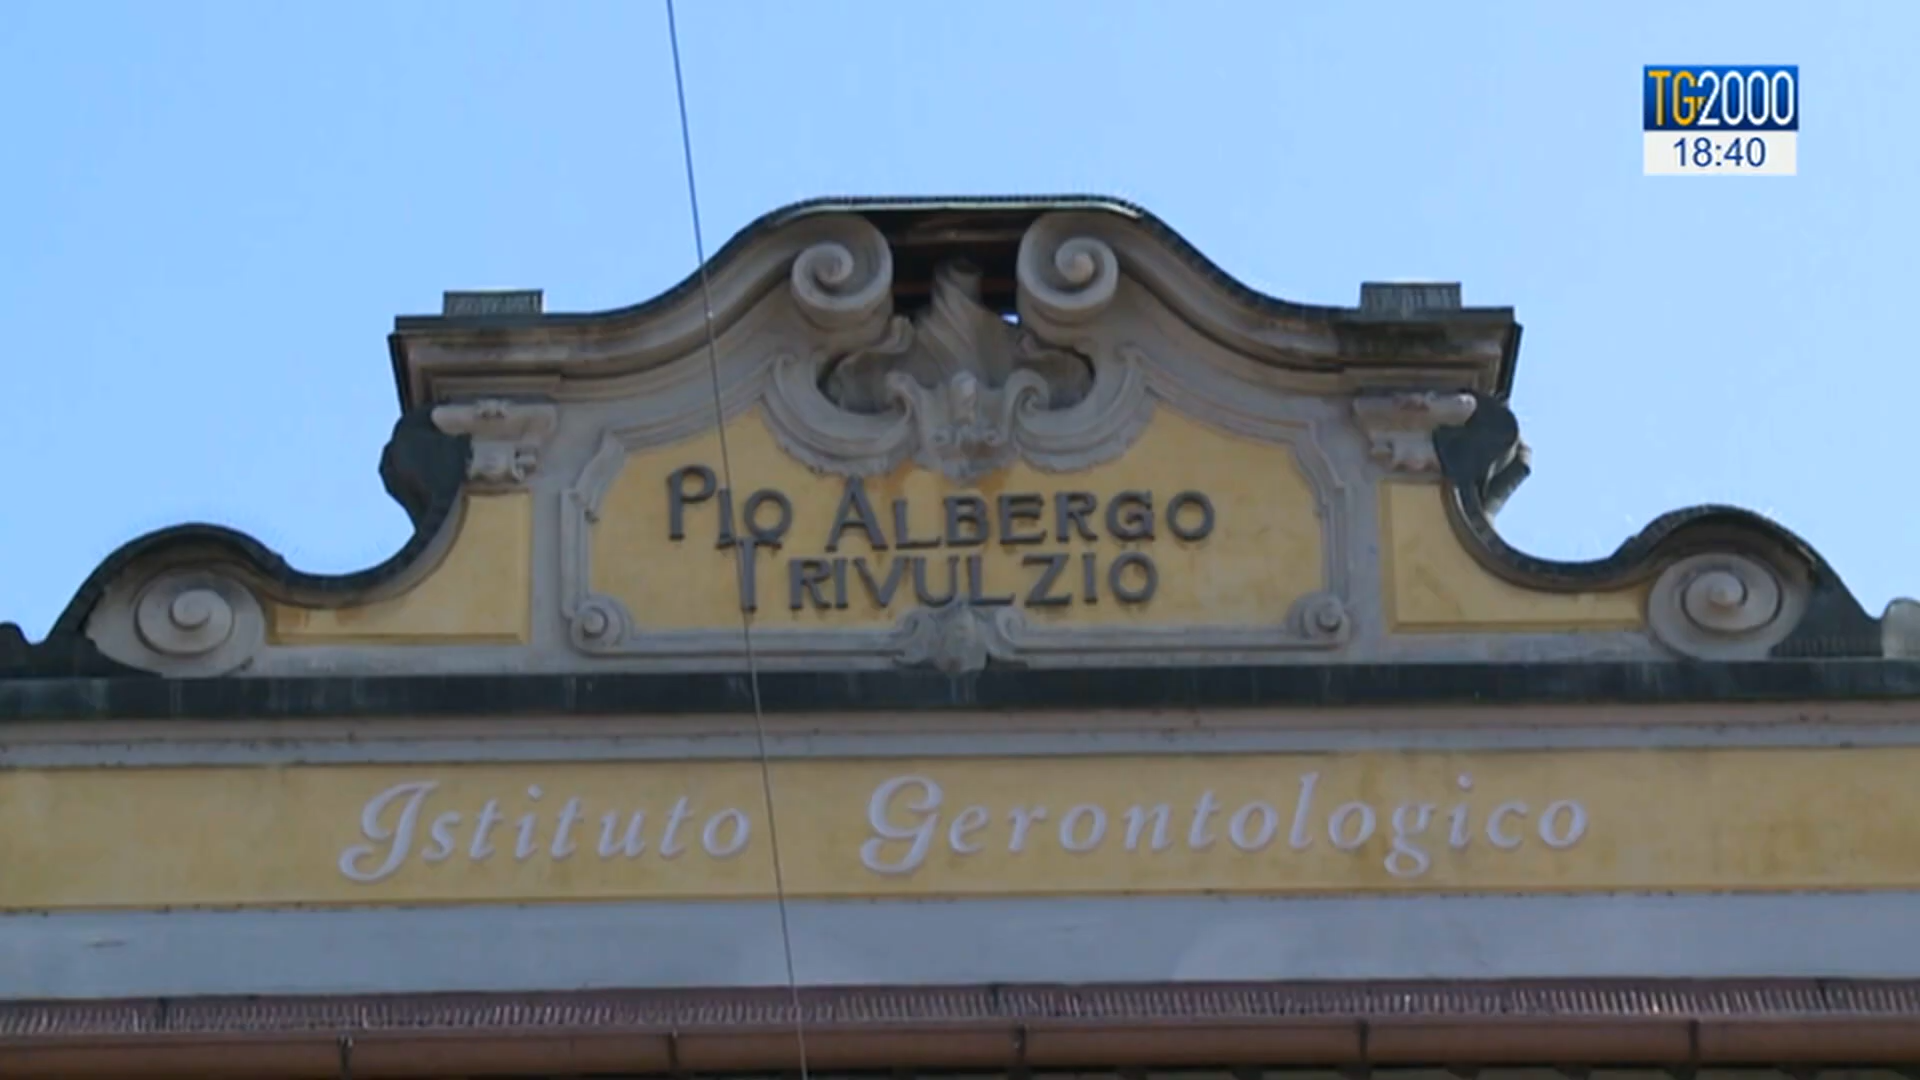 TG2000
18:40
PIO ALBERGO
TRIVULZIO
Istituto Gerontologico